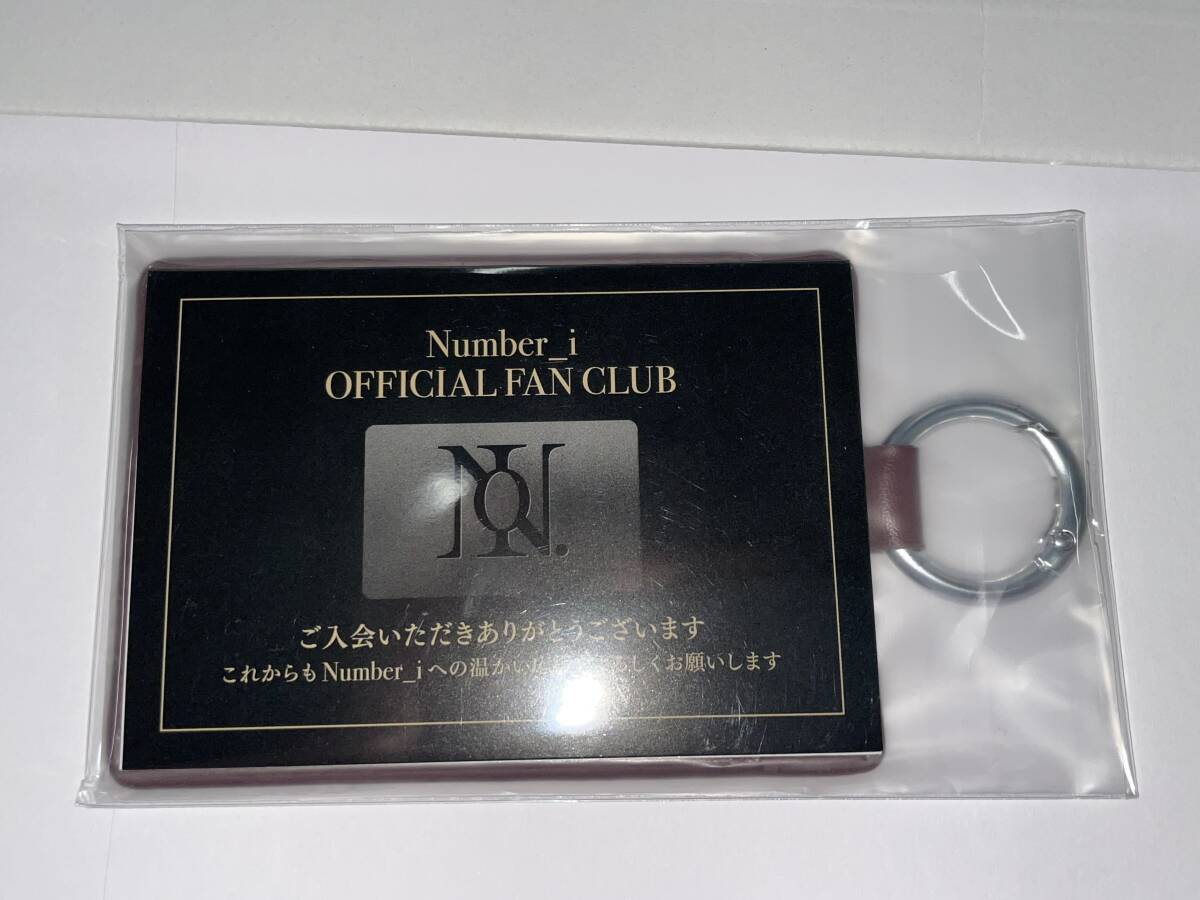 Number_i
OFFICIAL FAN CLUB
ご入会いただきありがとうございます
これからもNumber_iへの温かい しくお願いします